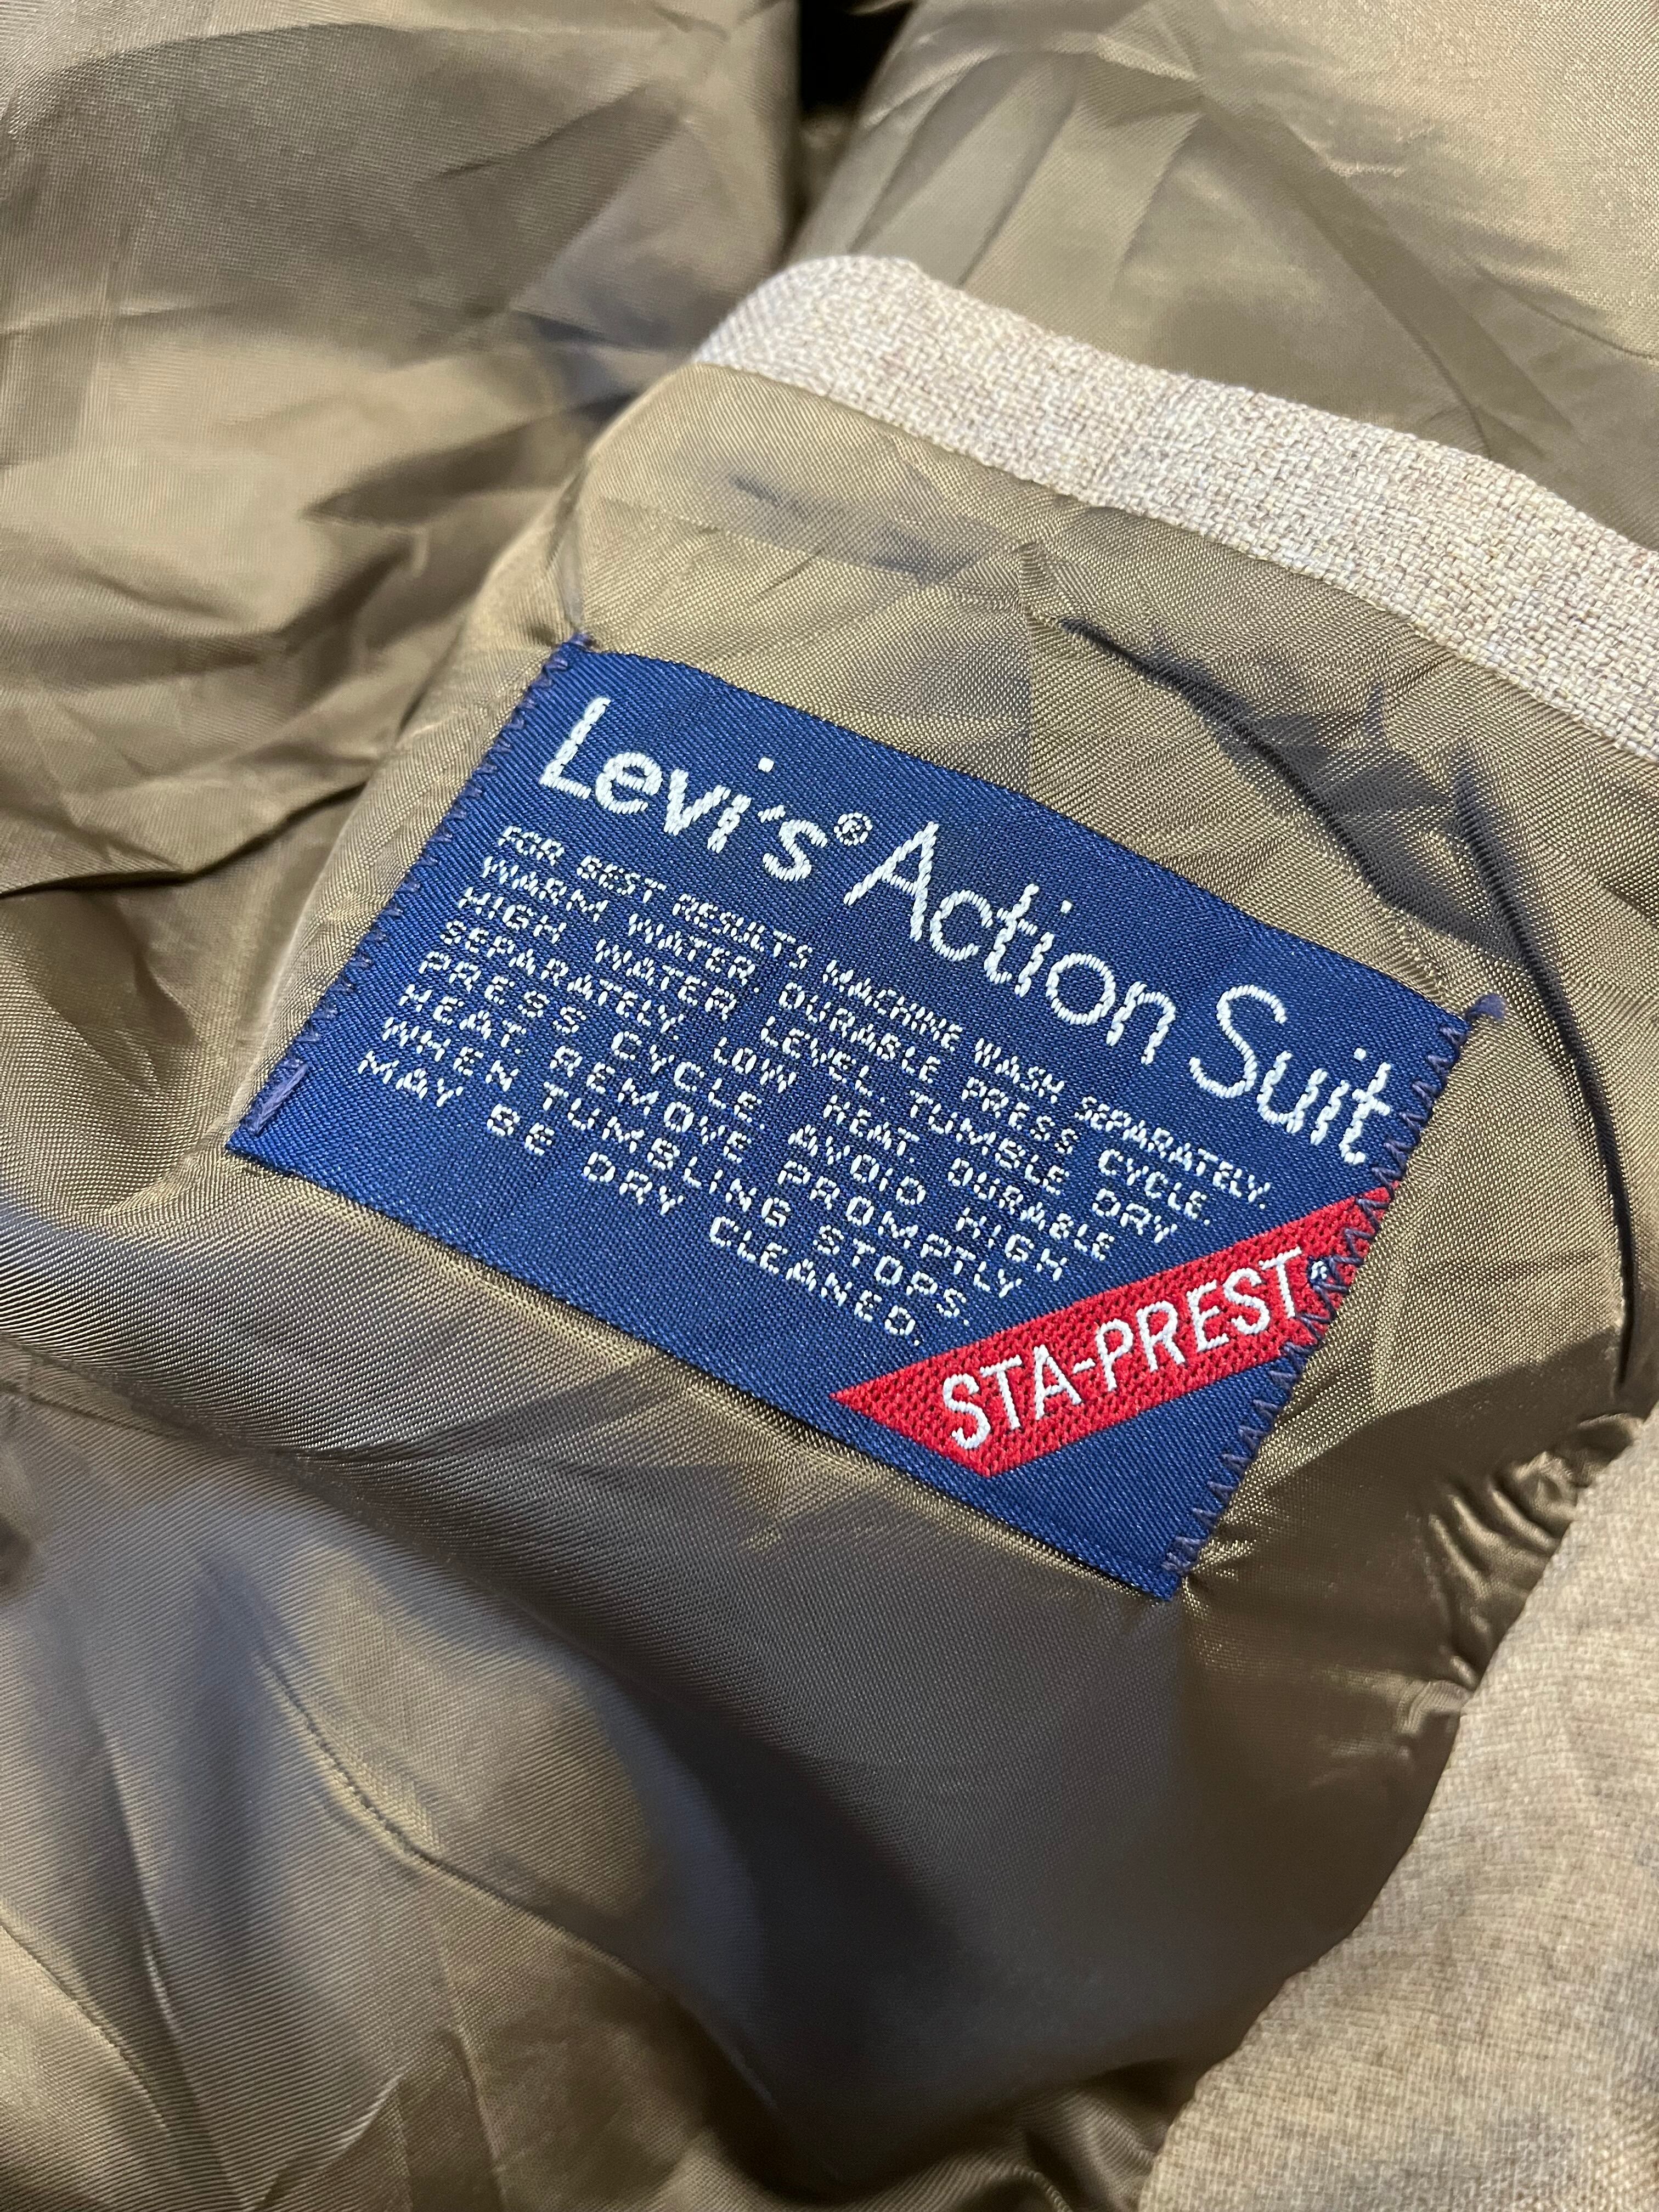 Levi's® Action Suit
FOR BEST RESULTS MACHINE WASH SEPARATELY.
WARM WATER, DURABLE PRESS CYCLE.
HIGH WATER LEVEL. TUMBLE DRY
SEPARATELY, LOW HEAT. DURABLE
PRESS CYCLE. AVOID HIGH
HEAT. REMOVE PROMPTLY
WHEN TUMBLING STOPS.
MAY BE DRY CLEANED.
STA-PREST®